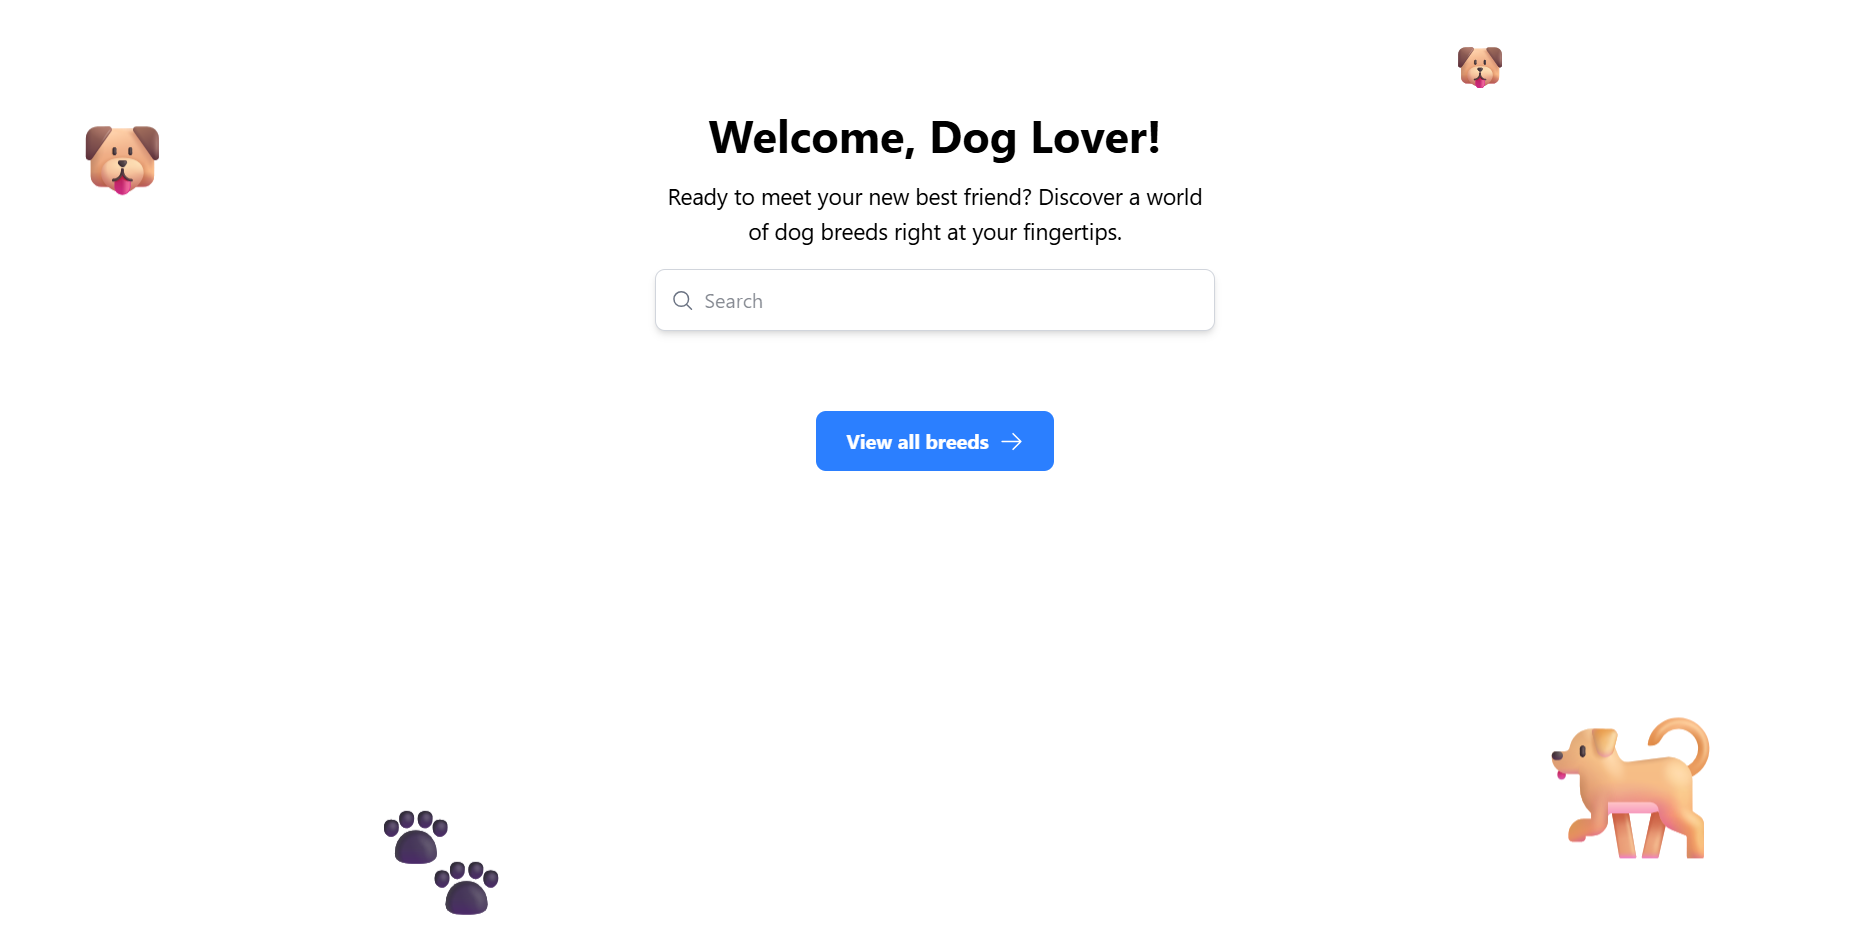 Welcome, Dog Lover!
Ready to meet your new best friend? Discover a world
of dog breeds right at your fingertips.
Search
View all breeds